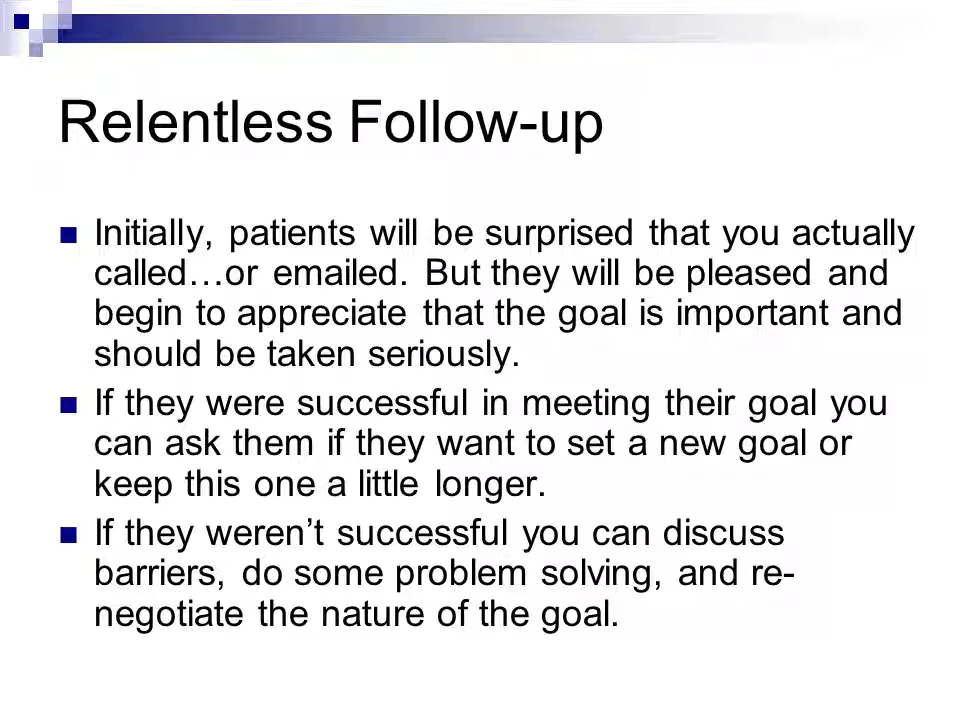 Relentless Follow-up
Initially, patients will be surprised that you actually
called…or emailed. But they will be pleased and
begin to appreciate that the goal is important and
should be taken seriously.
If they were successful in meeting their goal you
can ask them if they want to set a new goal or
keep this one a little longer.
If they weren’t successful you can discuss
barriers, do some problem solving, and re-
negotiate the nature of the goal.